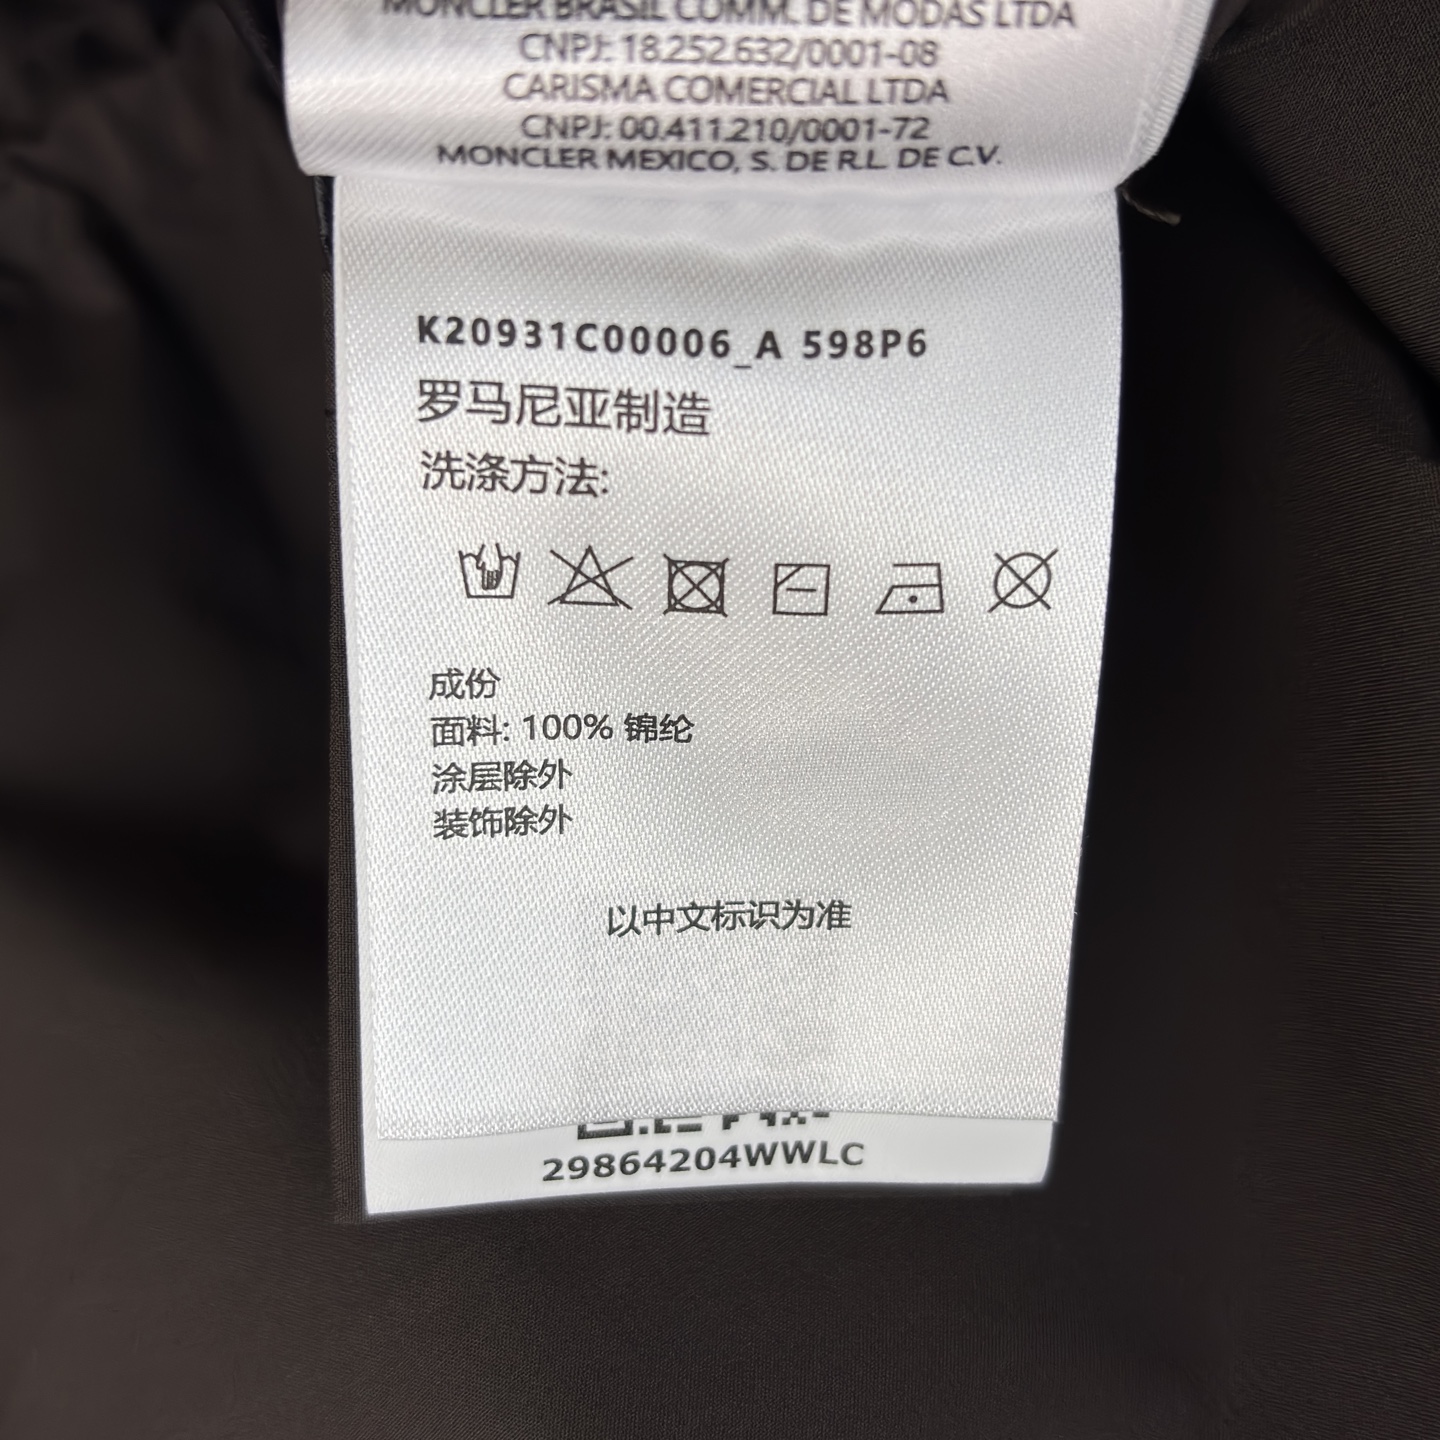 MONCLER BRASIL COMM. DE MODAS LTDA
CNPJ: 18.252.632/0001-08
CARISMA COMERCIAL LTDA
CNPJ: 00.411.210/0001-72
MONCLER MEXICO, S. DE R.L. DE C.V.
K20931C00006_A 598P6
罗马尼亚制造
洗涤方法:
成份
面料: 100% 锦纶
涂层除外
装饰除外
以中文标识为准
29864204WWLC